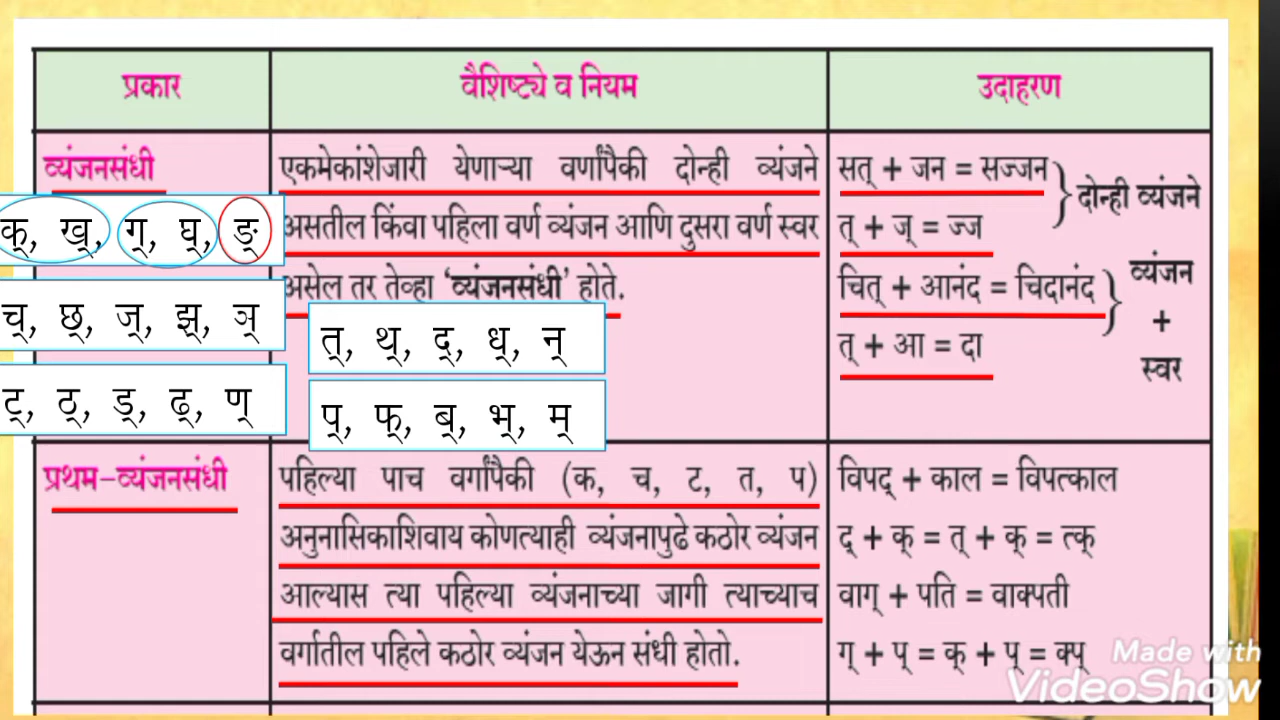 प्रकार
वैशिष्ट्ये व नियम
उदाहरण
व्यंजनसंधी
एकमेकांशेजारी येणाऱ्या वर्णांपैकी दोन्ही व्यंजने
असतील किंवा पहिला वर्ण व्यंजन आणि दुसरा वर्ण स्वर
असेल तर तेव्हा ‘व्यंजनसंधी’ होते.
सत् + जन = सज्जन
त् + ज् = ज्ज
दोन्ही व्यंजने
चित् + आनंद = चिदानंद
त् + आ = दा
व्यंजन
+
स्वर
क्, ख्, ग्, घ्, ङ्
च्, छ्, ज्, झ्, ञ्
ट्, ठ्, ड्, ढ्, ण्
त्, थ्, द्, ध्, न्
प्, फ्, ब्, भ्, म्
प्रथम-व्यंजनसंधी
पहिल्या पाच वर्गांपैकी (क, च, ट, त, प)
अनुनासिकाशिवाय कोणत्याही व्यंजनापुढे कठोर व्यंजन
आल्यास त्या पहिल्या व्यंजनाच्या जागी त्याच्याच
वर्गातील पहिले कठोर व्यंजन येऊन संधी होतो.
विपद् + काल = विपत्काल
द् + क् = त् + क् = त्क्
वाग् + पति = वाक्पती
ग् + प् = क् + प् = क्प्
Made with
VideoShow